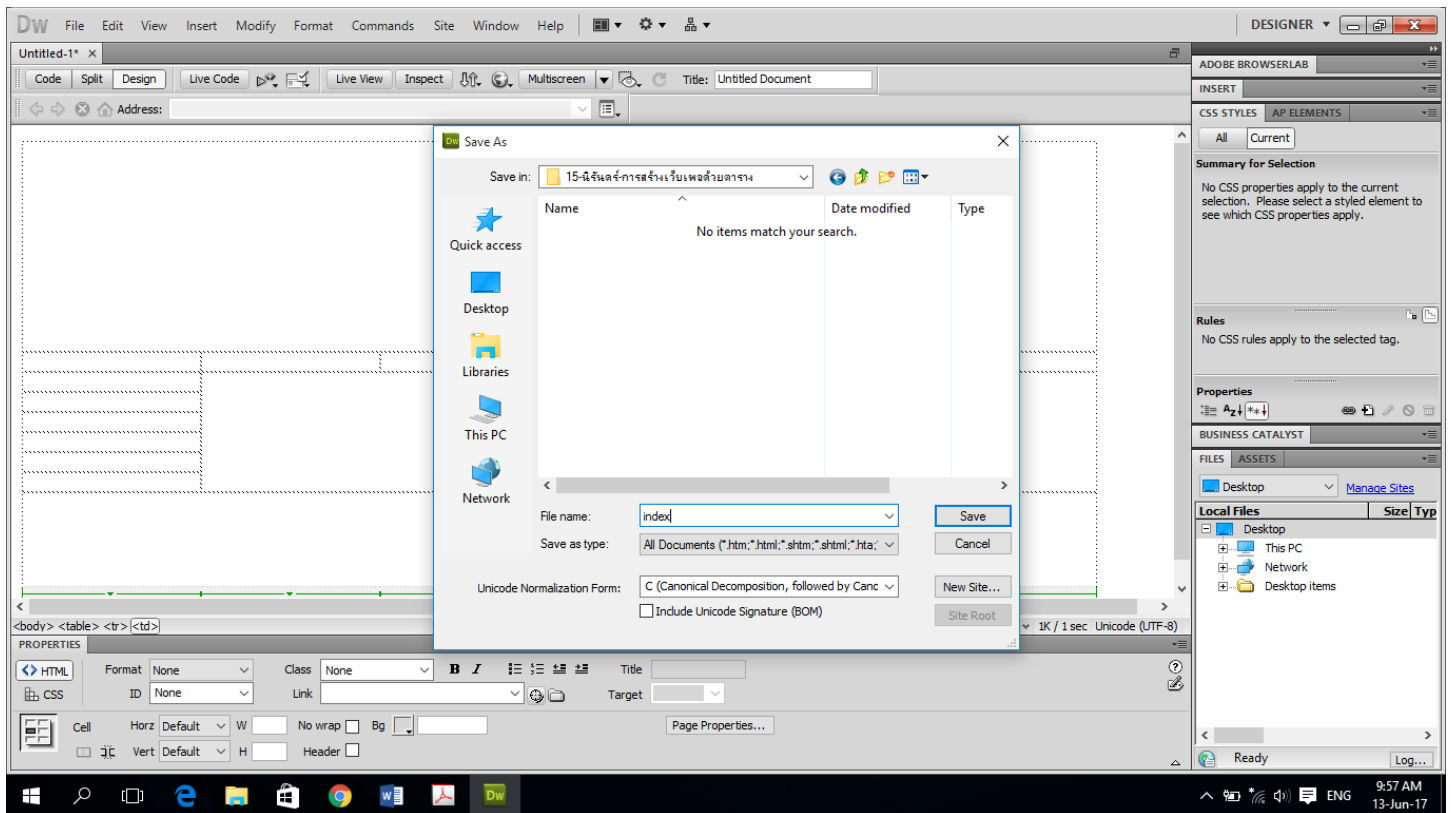 Dw File Edit View Insert Modify Format Commands Site Window Help DESIGNER
Untitled-1* ×
Code Split Design Live Code Live View Inspect Multiscreen Title: Untitled Document
Address:
Save As
Save in: 15-นิรันดร์-การสร้างเว็บเพจด้วยตาราง
Name Date modified Type
No items match your search.
Quick access
Desktop
Libraries
This PC
Network
File name: index Save
Save as type: All Documents (*.htm;*.html;*.shtm;*.shtml;*.hta; Cancel
Unicode Normalization Form: C (Canonical Decomposition, followed by Canc New Site...
Include Unicode Signature (BOM) Site Root
ADOBE BROWSERLAB
INSERT
CSS STYLES AP ELEMENTS
All Current
Summary for Selection
No CSS properties apply to the current
selection. Please select a styled element to
see which CSS properties apply.
Rules
No CSS rules apply to the selected tag.
Properties
BUSINESS CATALYST
FILES ASSETS
Desktop Manage Sites
Local Files Size Typ
Desktop
This PC
Network
Desktop items
Ready Log...
<body> <table> <tr> <td> 1K / 1 sec Unicode (UTF-8)
PROPERTIES
<> HTML Format None Class None B I Title
CSS ID None Link Target
Cell Horz Default W No wrap Bg Page Properties...
Vert Default H Header
ENG 9:57 AM
13-Jun-17